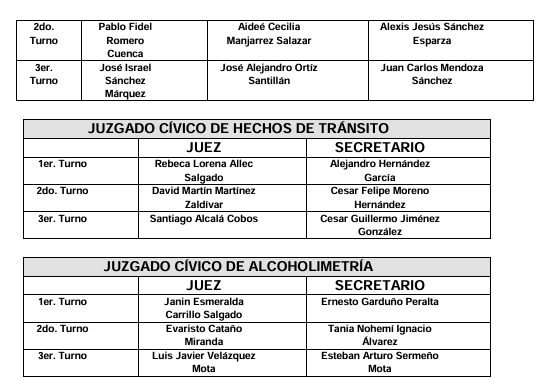 2do. Pablo Fidel Aideé Cecilia Alexis Jesús Sánchez
Turno Romero Manjarrez Salazar Esparza
Cuenca
3er. José Israel José Alejandro Ortíz Juan Carlos Mendoza
Turno Sánchez Santillán Sánchez
Márquez
JUZGADO CÍVICO DE HECHOS DE TRÁNSITO
JUEZ SECRETARIO
1er. Turno Rebeca Lorena Allec Alejandro Hernández
Salgado García
2do. Turno David Martín Martínez Cesar Felipe Moreno
Zaldívar Hernández
3er. Turno Santiago Alcalá Cobos Cesar Guillermo Jiménez
González
JUZGADO CÍVICO DE ALCOHOLIMETRÍA
JUEZ SECRETARIO
1er. Turno Janin Esmeralda Ernesto Garduño Peralta
Carrillo Salgado
2do. Turno Evaristo Cataño Tania Nohemí Ignacio
Miranda Álvarez
3er. Turno Luis Javier Velázquez Esteban Arturo Sermeño
Mota Mota